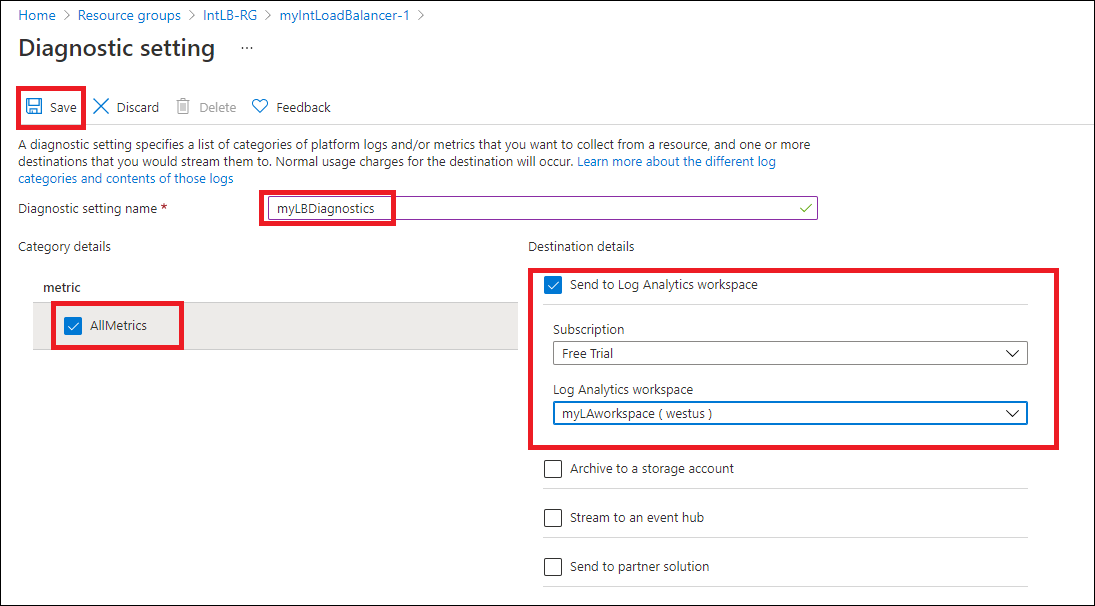 Home > Resource groups > IntLB-RG > myIntLoadBalancer-1 >
Diagnostic setting ...
Save Discard Delete Feedback
A diagnostic setting specifies a list of categories of platform logs and/or metrics that you want to collect from a resource, and one or more
destinations that you would stream them to. Normal usage charges for the destination will occur. Learn more about the different log
categories and contents of those logs
Diagnostic setting name *
myLBDiagnostics
Category details
metric
AllMetrics
Destination details
Send to Log Analytics workspace
Subscription
Free Trial
Log Analytics workspace
myLAworkspace ( westus )
Archive to a storage account
Stream to an event hub
Send to partner solution